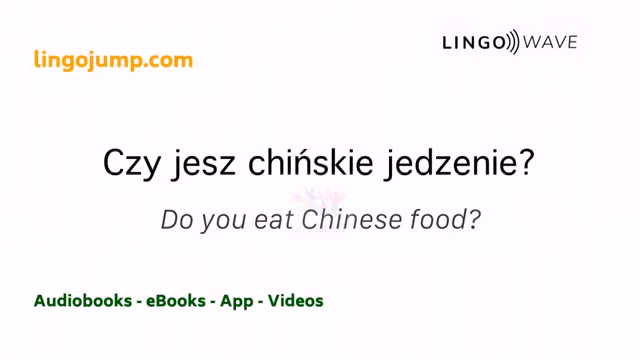 lingojump.com
LINGO WAVE
Czy jesz chińskie jedzenie?
Do you eat Chinese food?
Audiobooks - eBooks - App - Videos